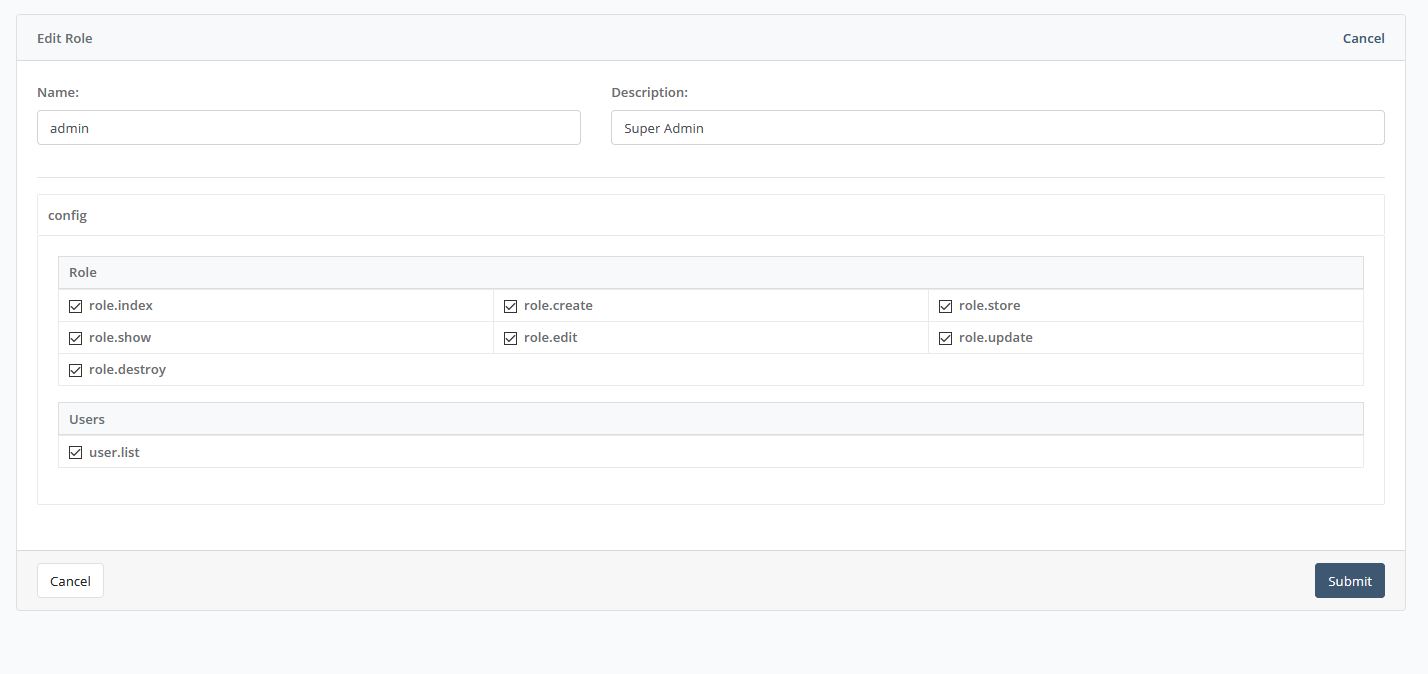 Edit Role Cancel
Name: Description:
admin Super Admin
config
Role
role.index role.create role.store
role.show role.edit role.update
role.destroy
Users
user.list
Cancel Submit